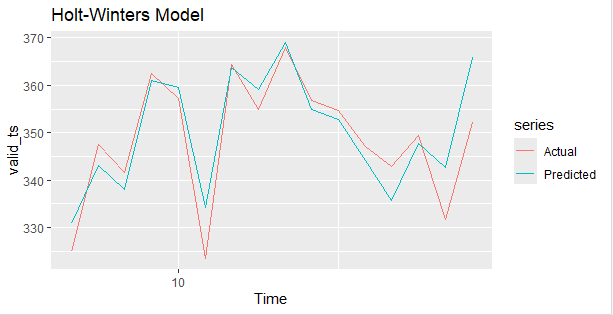 Holt-Winters Model
370
360
350
340
330
valid_ts
10
Time
series
Actual
Predicted